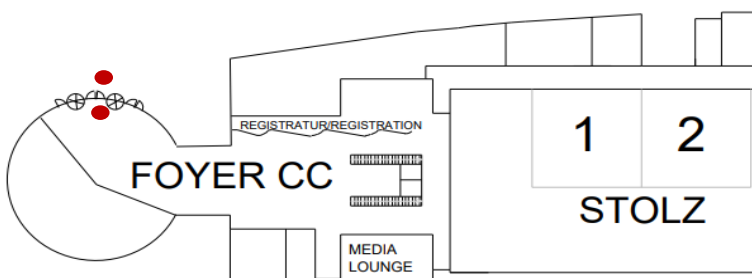 REGISTRATUR/REGISTRATION
1 2
FOYER CC
STOLZ
MEDIA
LOUNGE